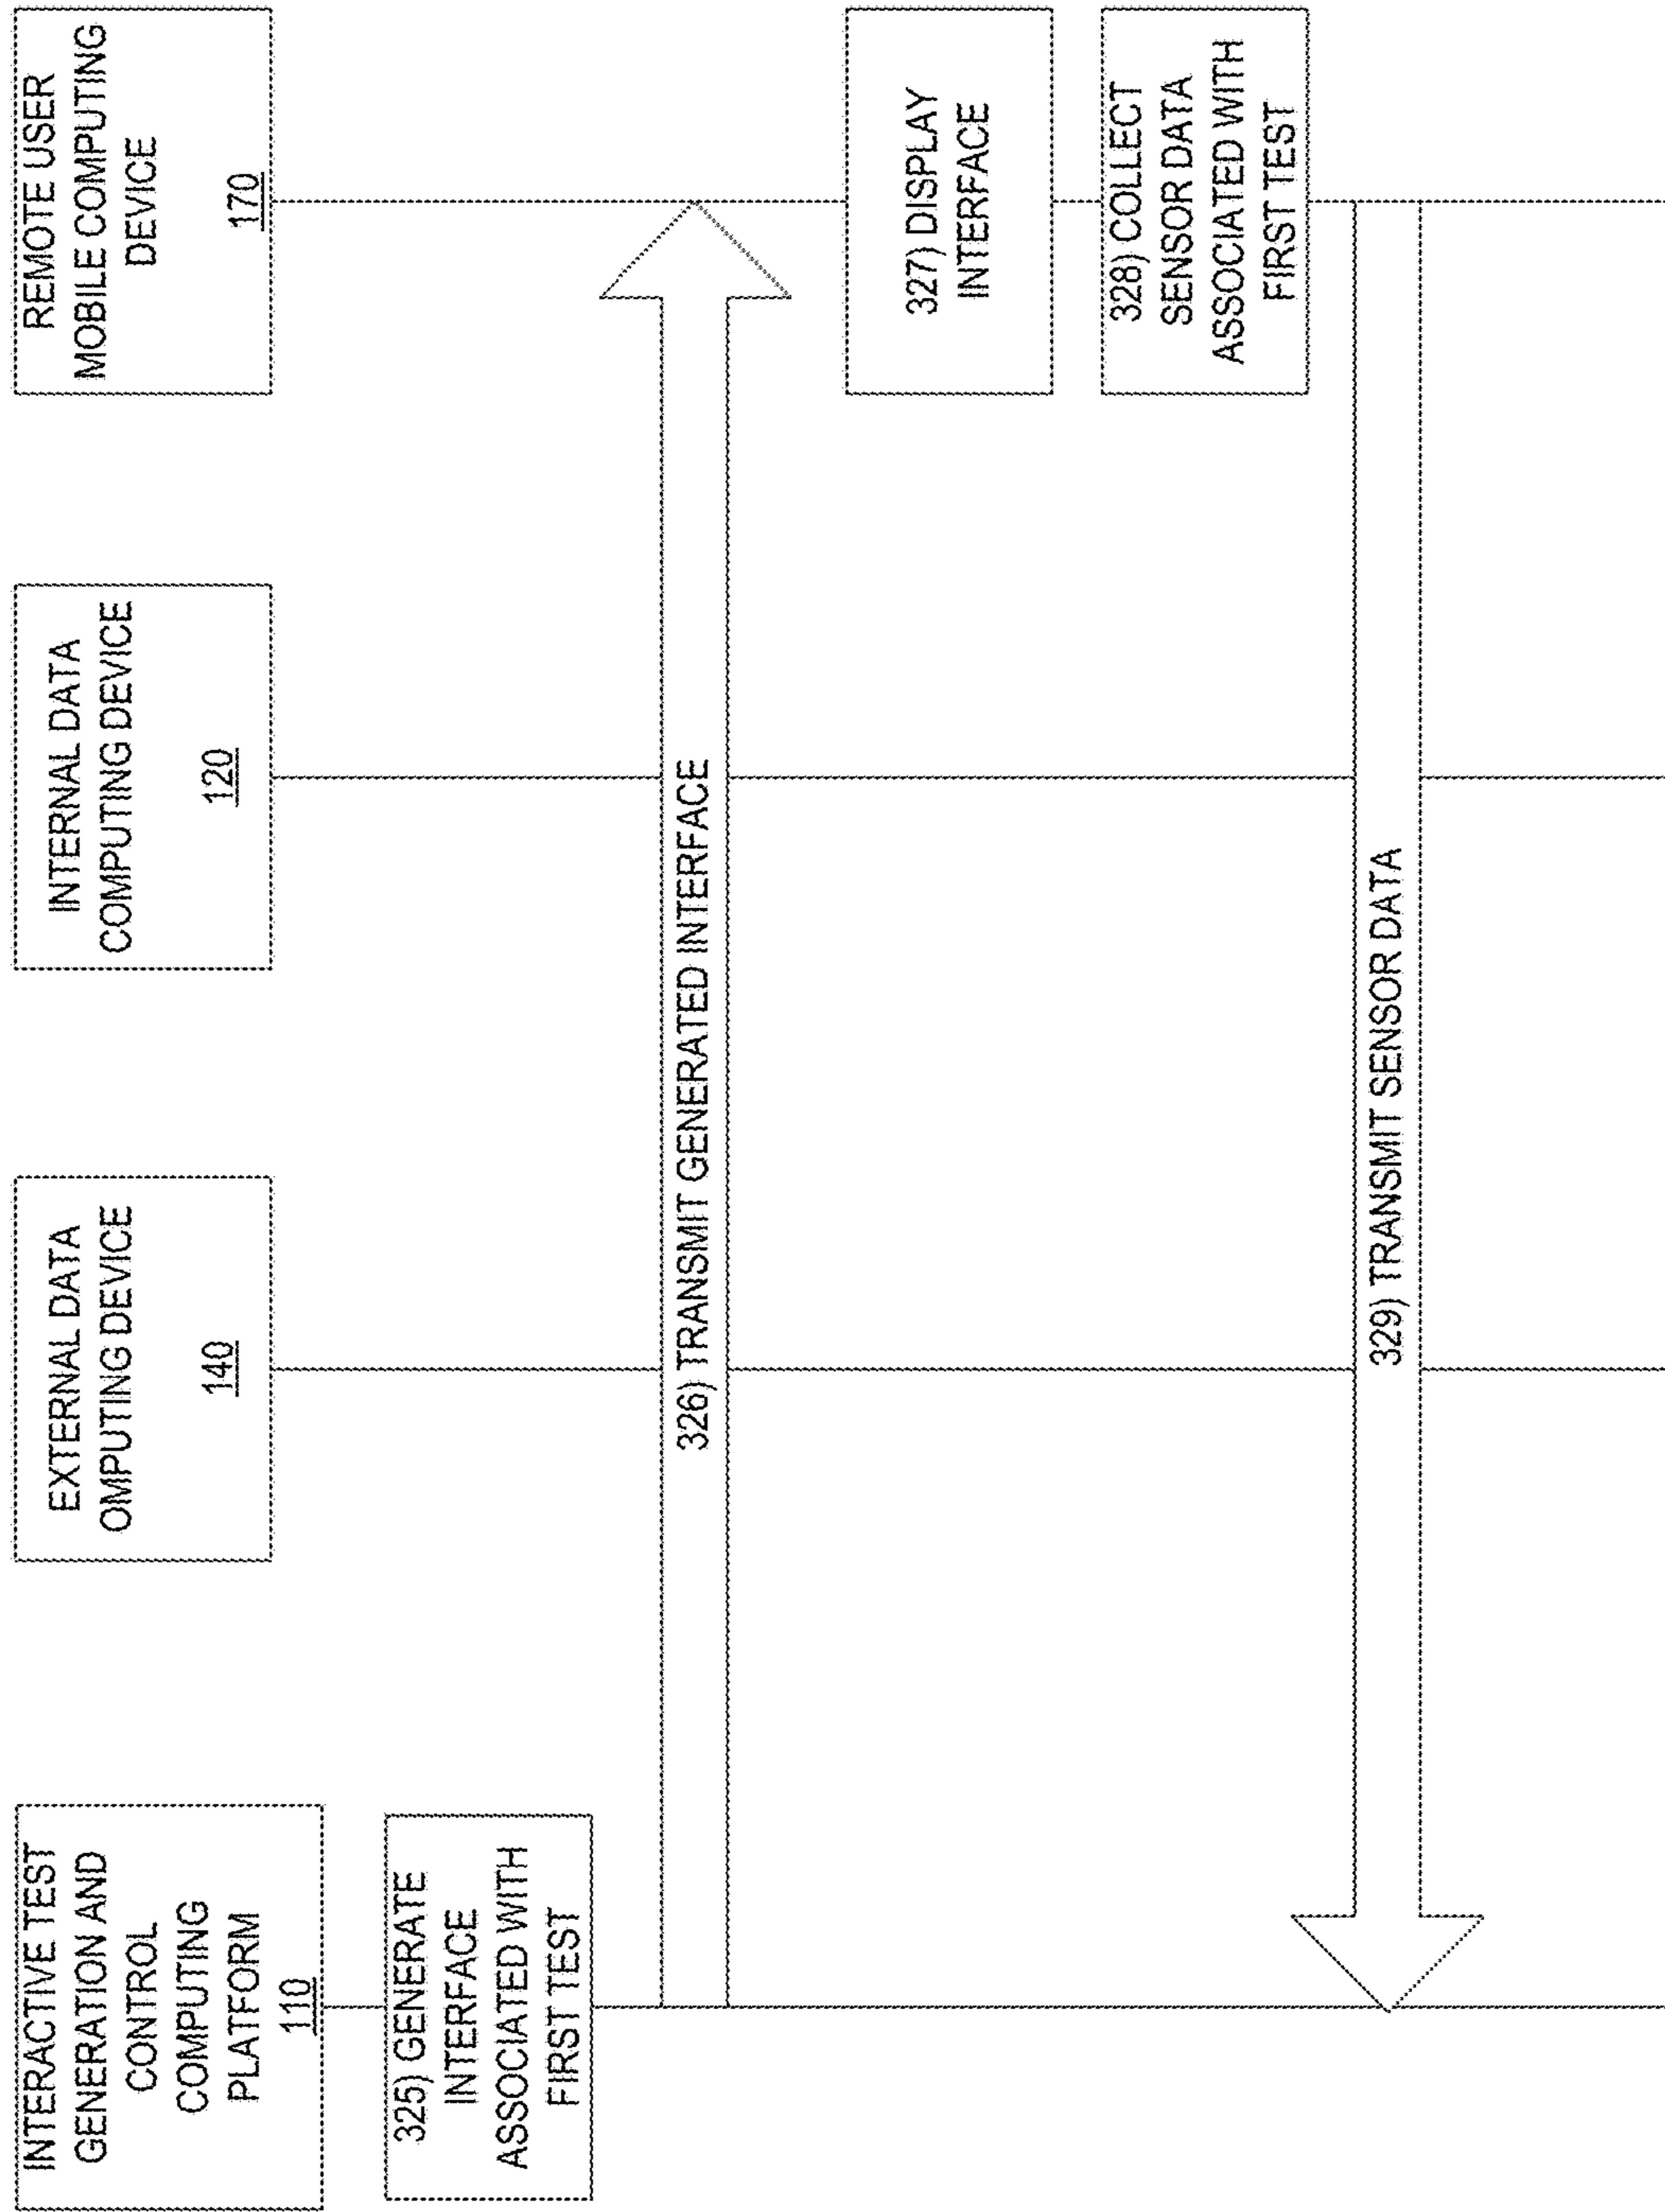 INTERACTIVE TEST
GENERATION AND
CONTROL
COMPUTING
PLATFORM
110
EXTERNAL DATA
OMPUTING DEVICE
140
INTERNAL DATA
COMPUTING DEVICE
120
REMOTE USER
MOBILE COMPUTING
DEVICE
170
325) GENERATE
INTERFACE
ASSOCIATED WITH
FIRST TEST
326) TRANSMIT GENERATED INTERFACE
327) DISPLAY
INTERFACE
328) COLLECT
SENSOR DATA
ASSOCIATED WITH
FIRST TEST
329) TRANSMIT SENSOR DATA